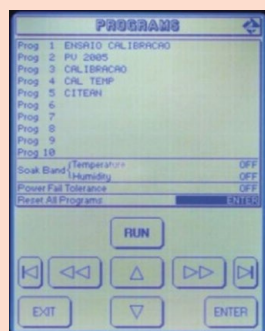 PROGRAMS
Prog 1 ENSAIO CALIBRACAO
Prog 2 PV 2005
Prog 3 CALIBRACAO
Prog 4 CAL TEMP
Prog 5 CITEAN
Prog 6
Prog 7
Prog 8
Prog 9
Prog 10
Soak Band { Temperature OFF
Humidity OFF
Power Fail Tolerance OFF
Reset All Programs ENTER
RUN
EXIT
ENTER